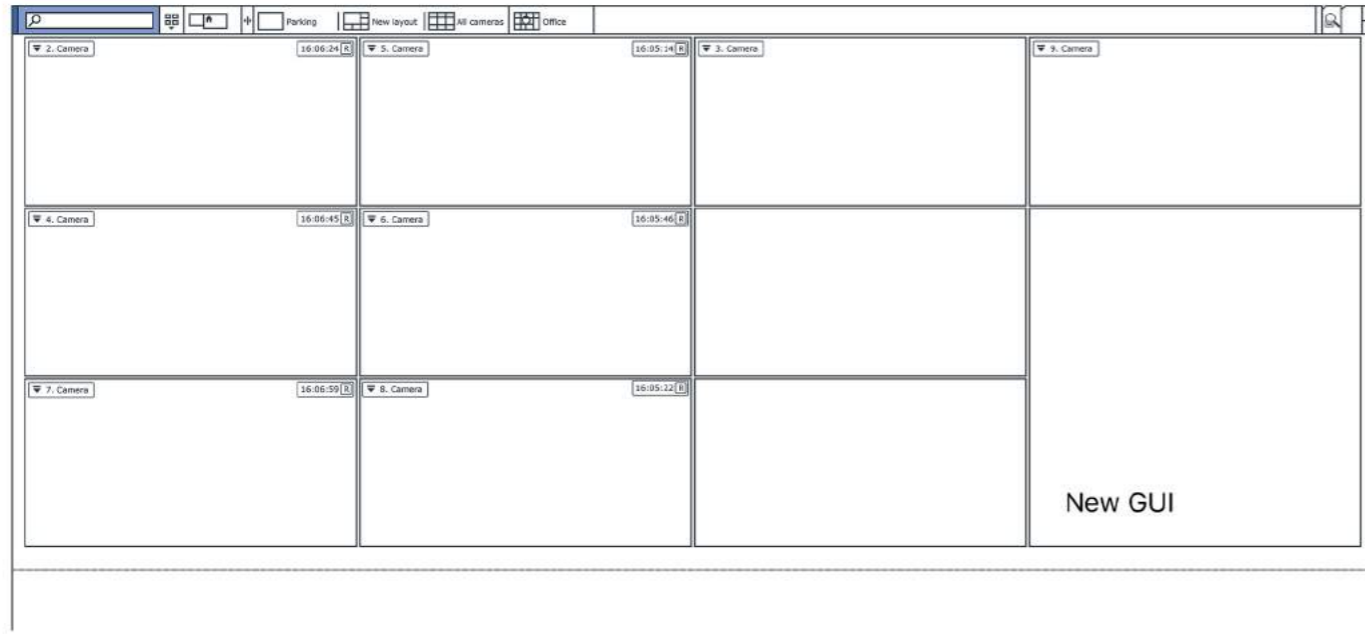 Parking New layout All cameras Office
2. Camera 16:06:24 R 5. Camera 16:05:14 R 3. Camera 9. Camera
4. Camera 16:06:45 R 6. Camera 16:05:46 R
7. Camera 16:06:59 R 8. Camera 16:05:22 R
New GUI